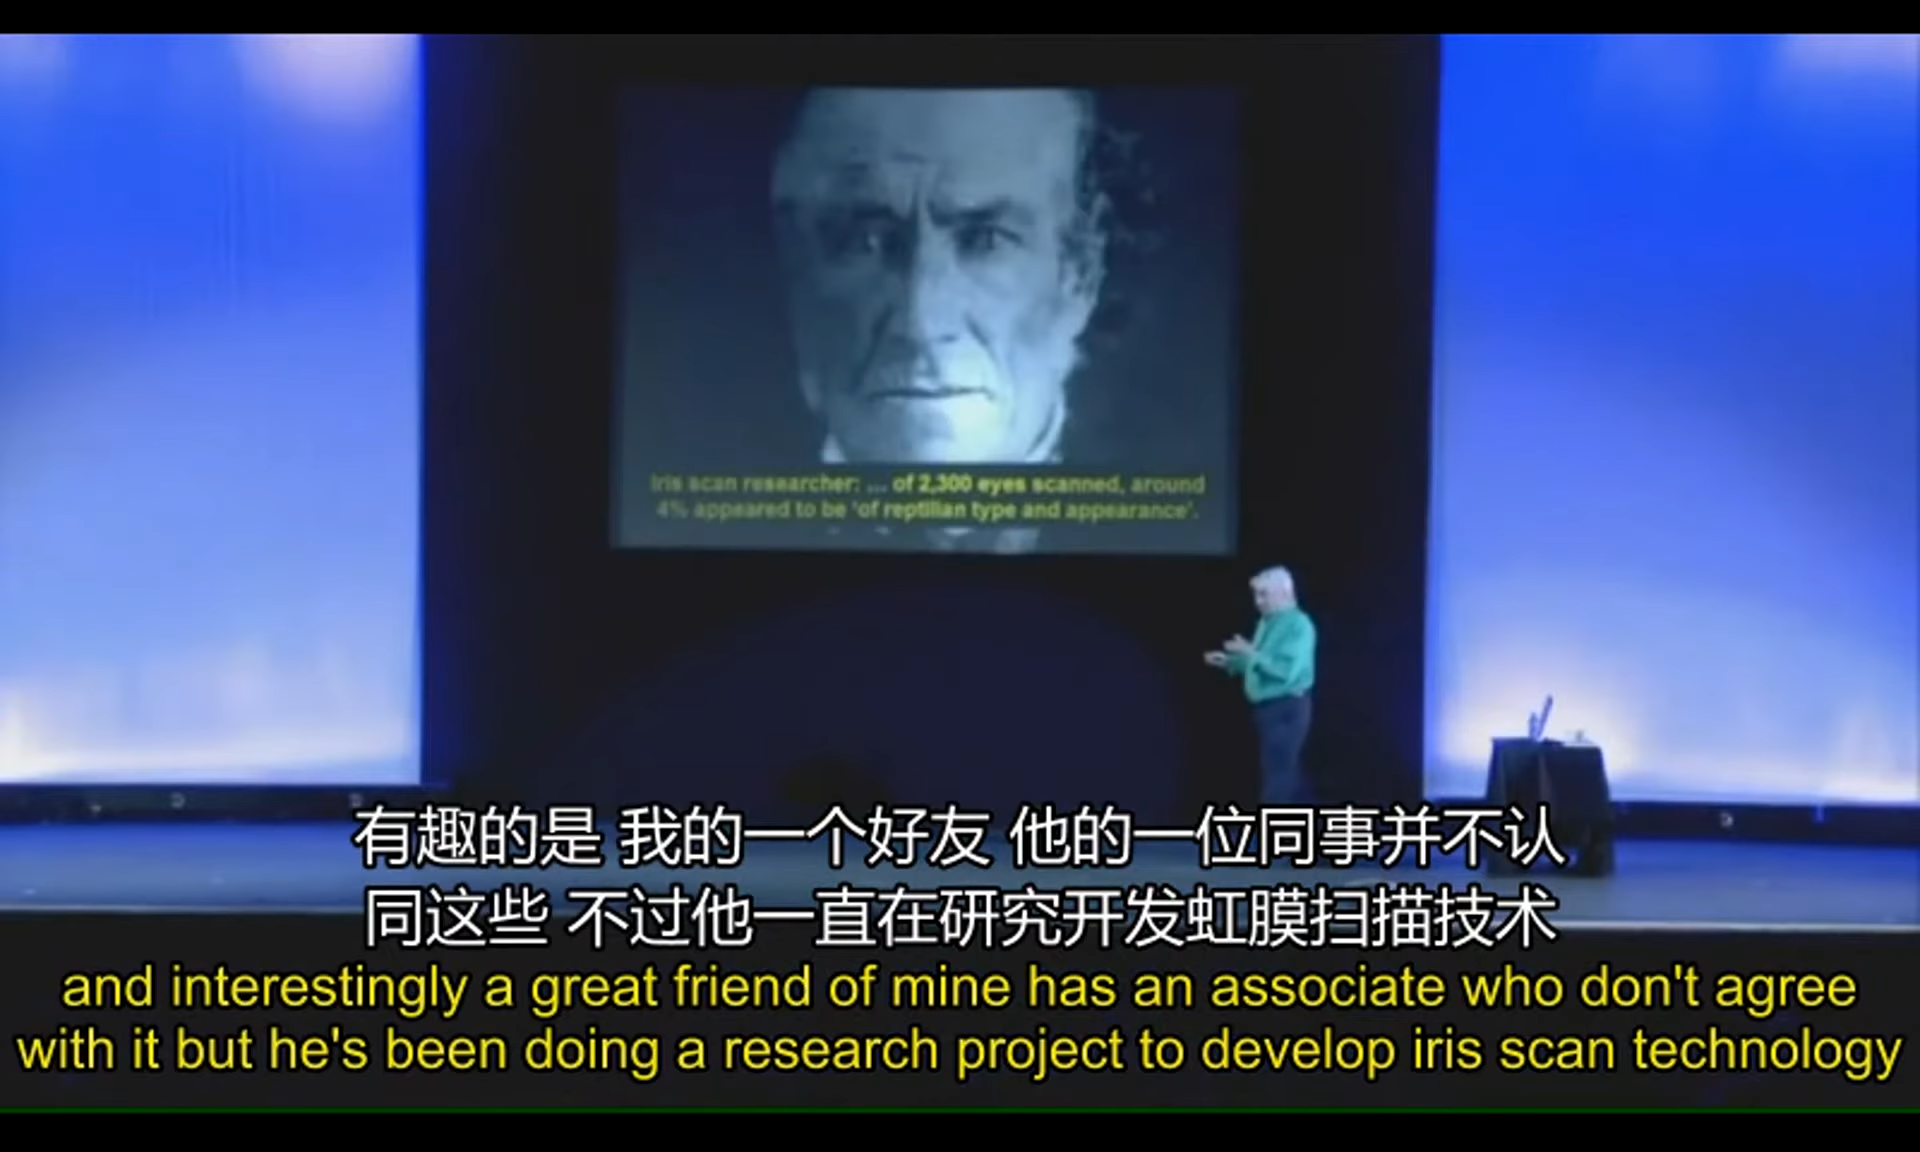 Iris scan researcher: ... of 2,300 eyes scanned, around
4% appeared to be 'of reptilian type and appearance'.
有趣的是 我的一个好友 他的一位同事并不认
同这些 不过他一直在研究开发虹膜扫描技术
and interestingly a great friend of mine has an associate who don't agree
with it but he's been doing a research project to develop iris scan technology